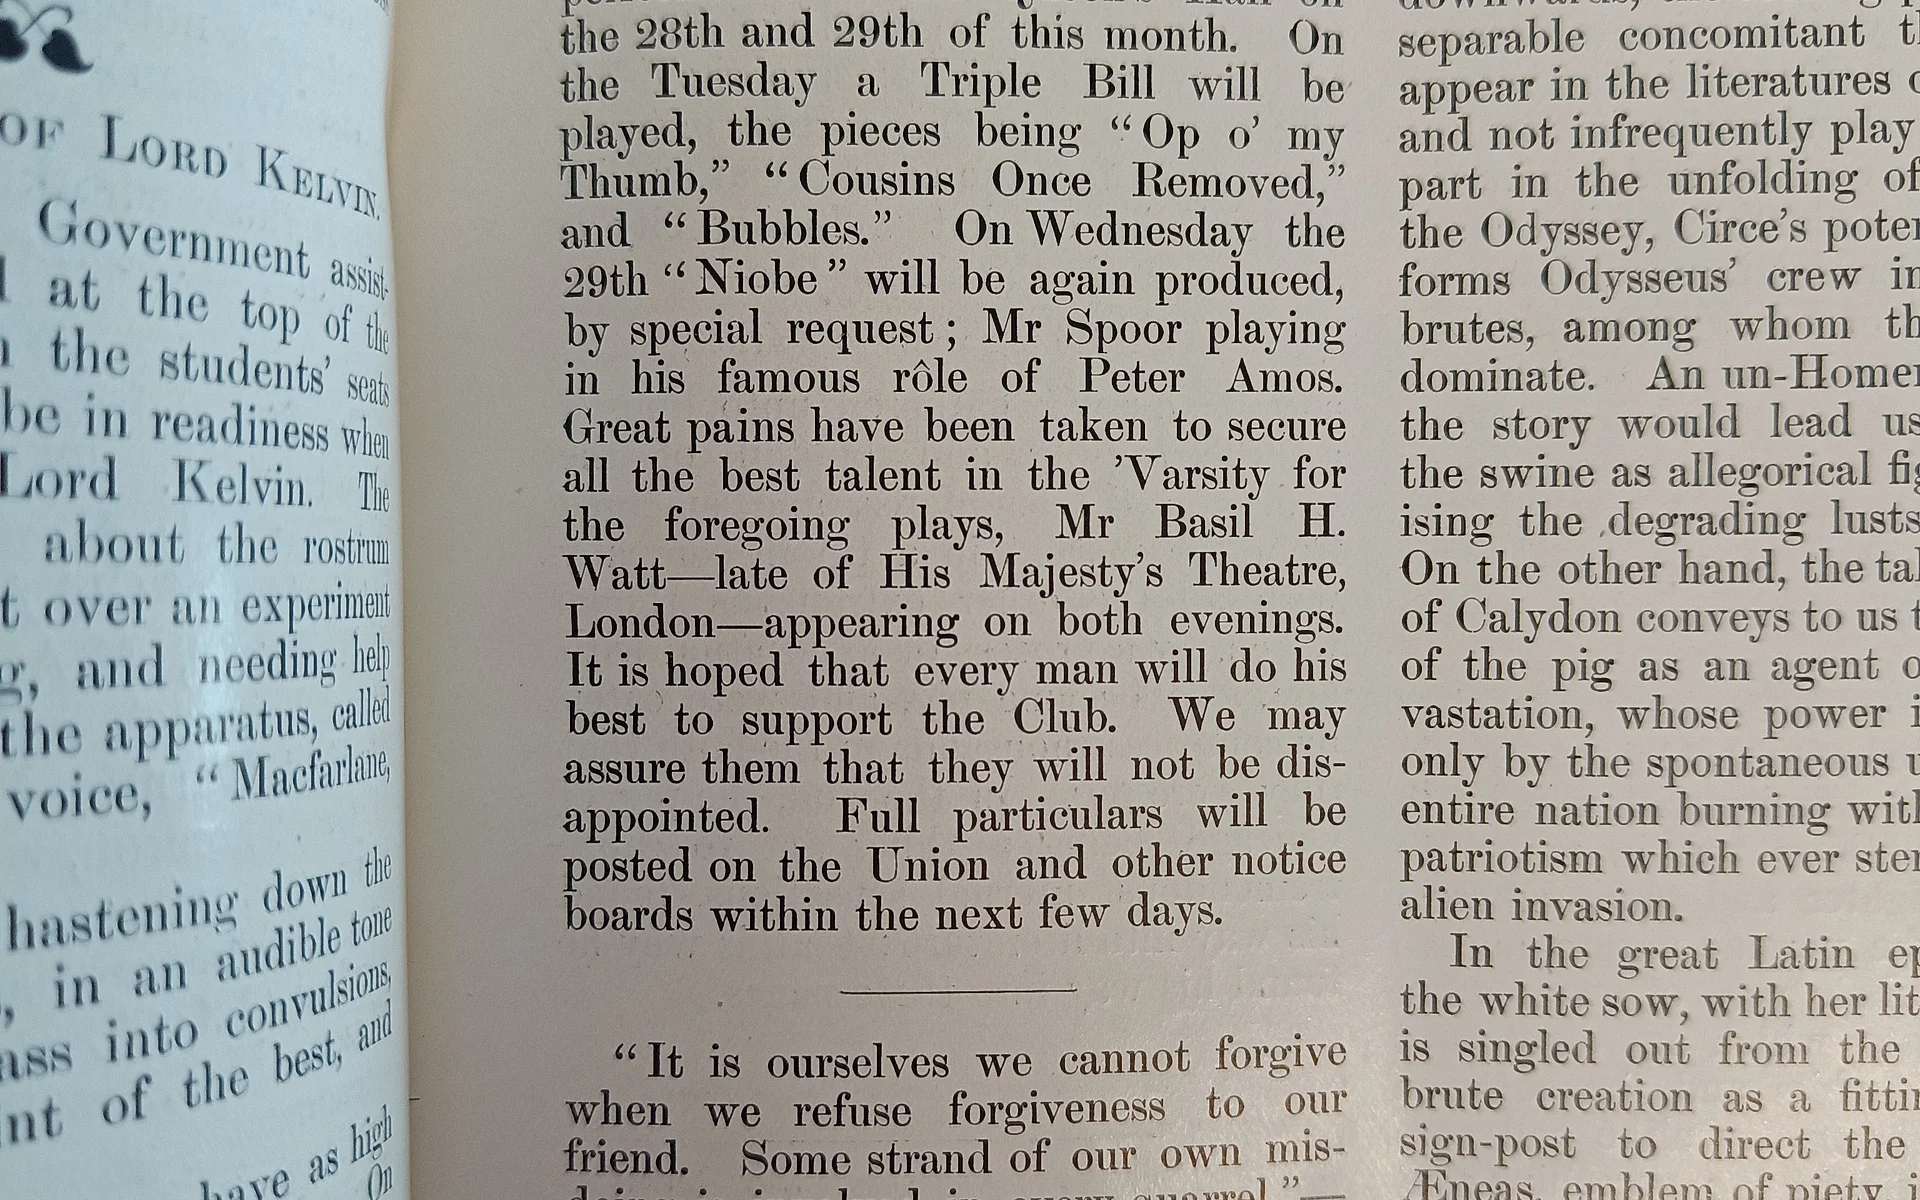 OF LORD KELVIN.
Government assist-
at the top of the
the students' seats
be in readiness when
Lord Kelvin. The
about the rostrum
over an experiment
and needing help
the apparatus, called
voice, "Macfarlane,
hastening down the
in an audible tone
into convulsions,
of the best, and
have as high
On
the 28th and 29th of this month. On
the Tuesday a Triple Bill will be
played, the pieces being "Op o' my
Thumb," "Cousins Once Removed,"
and "Bubbles." On Wednesday the
29th "Niobe" will be again produced,
by special request; Mr Spoor playing
in his famous rôle of Peter Amos.
Great pains have been taken to secure
all the best talent in the 'Varsity for
the foregoing plays, Mr Basil H.
Watt—late of His Majesty's Theatre,
London—appearing on both evenings.
It is hoped that every man will do his
best to support the Club. We may
assure them that they will not be dis-
appointed. Full particulars will be
posted on the Union and other notice
boards within the next few days.
"It is ourselves we cannot forgive
when we refuse forgiveness to our
friend. Some strand of our own mis-
separable concomitant
appear in the literatures
and not infrequently play
part in the unfolding of
the Odyssey, Circe's
forms Odysseus' crew
brutes, among whom
dominate. An
the story would lead us
the swine as allegorical
ising the degrading lusts
On the other hand, the
of Calydon conveys to us
of the pig as an agent
vastation, whose power
only by the spontaneous
entire nation burning
patriotism which ever
alien invasion.
In the great Latin
the white sow, with her
is singled out from the
brute creation as a
sign-post to direct the
Æneas, emblem of piety